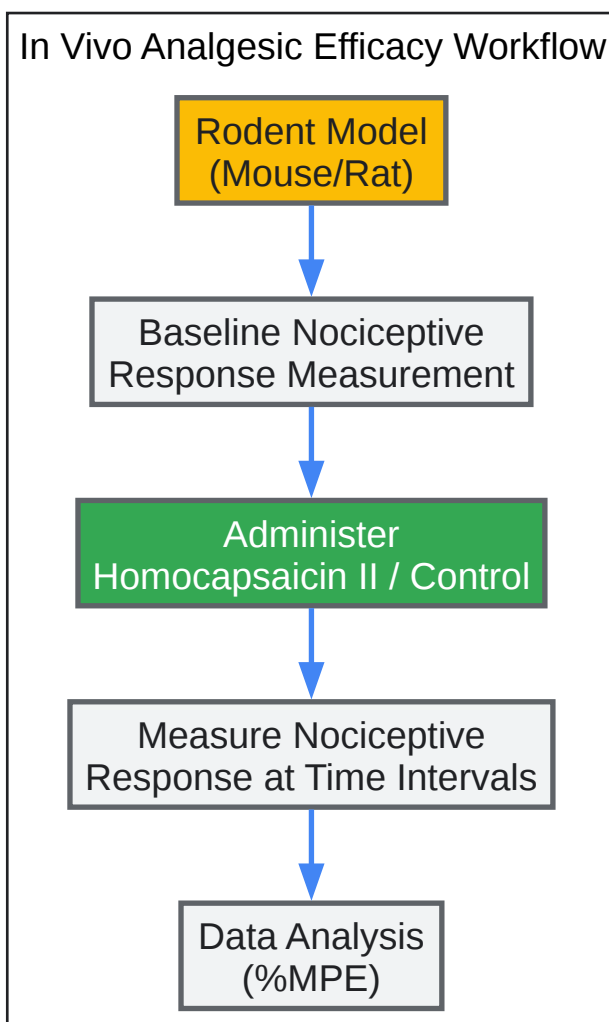 In Vivo Analgesic Efficacy Workflow
Rodent Model
(Mouse/Rat)
Baseline Nociceptive
Response Measurement
Administer
Homocapsaicin II / Control
Measure Nociceptive
Response at Time Intervals
Data Analysis
(%MPE)